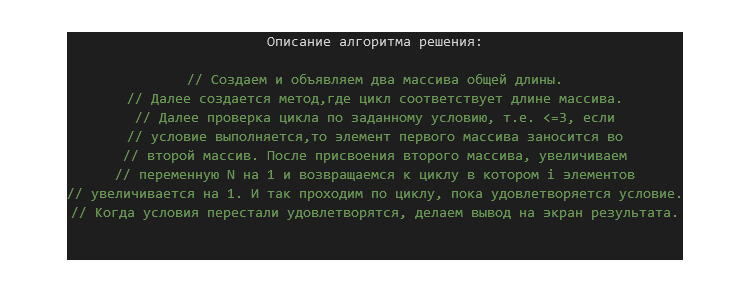 Описание алгоритма решения:
// Создаем и объявляем два массива общей длины.
// Далее создается метод,где цикл соответствует длине массива.
// Далее проверка цикла по заданному условию, т.е. <=3, если
// условие выполняется,то элемент первого массива заносится во
// второй массив. После присвоения второго массива, увеличиваем
// переменную N на 1 и возвращаемся к циклу в котором i элементов
// увеличивается на 1. И так проходим по циклу, пока удовлетворяется условие.
// Когда условия перестали удовлетворятся, делаем вывод на экран результата.